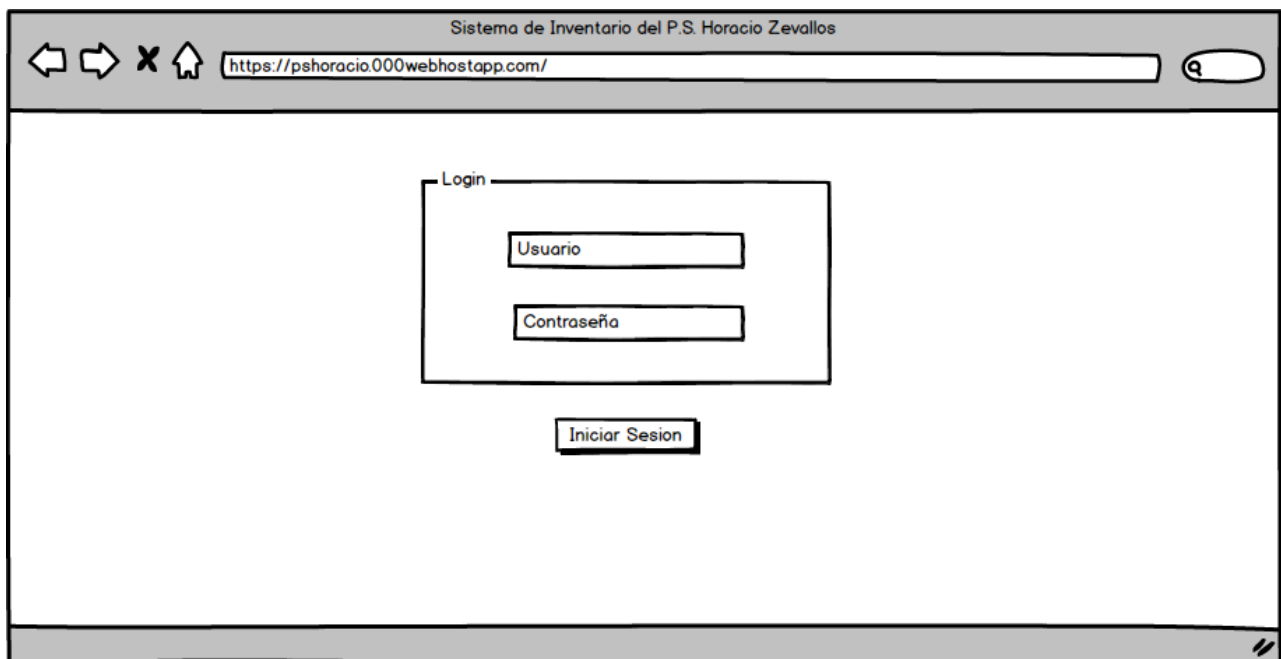 Sistema de Inventario del P.S. Horacio Zevallos
https://pshoracio.000webhostapp.com/
Login
Usuario
Contraseña
Iniciar Sesion